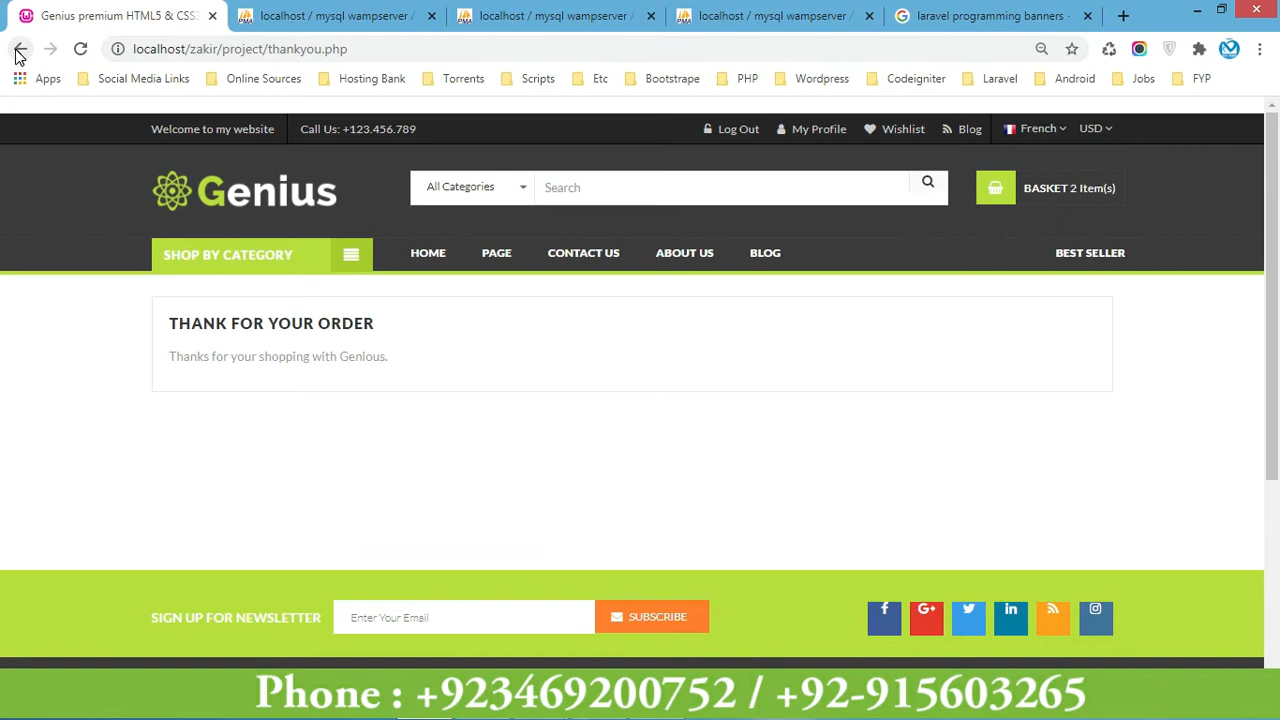 Genius premium HTML5 & CSS3
localhost / mysql wampserver /
localhost / mysql wampserver /
localhost / mysql wampserver /
laravel programming banners -
localhost/zakir/project/thankyou.php
Apps
Social Media Links
Online Sources
Hosting Bank
Torrents
Scripts
Etc
Bootstrape
PHP
Wordpress
Codeigniter
Laravel
Android
Jobs
FYP
Welcome to my website
Call Us: +123.456.789
Log Out
My Profile
Wishlist
Blog
French
USD
Genius
All Categories
Search
BASKET 2 Item(s)
SHOP BY CATEGORY
HOME
PAGE
CONTACT US
ABOUT US
BLOG
BEST SELLER
THANK FOR YOUR ORDER
Thanks for your shopping with Genious.
SIGN UP FOR NEWSLETTER
Enter Your Email
SUBSCRIBE
Phone : +923469200752 / +92-915603265